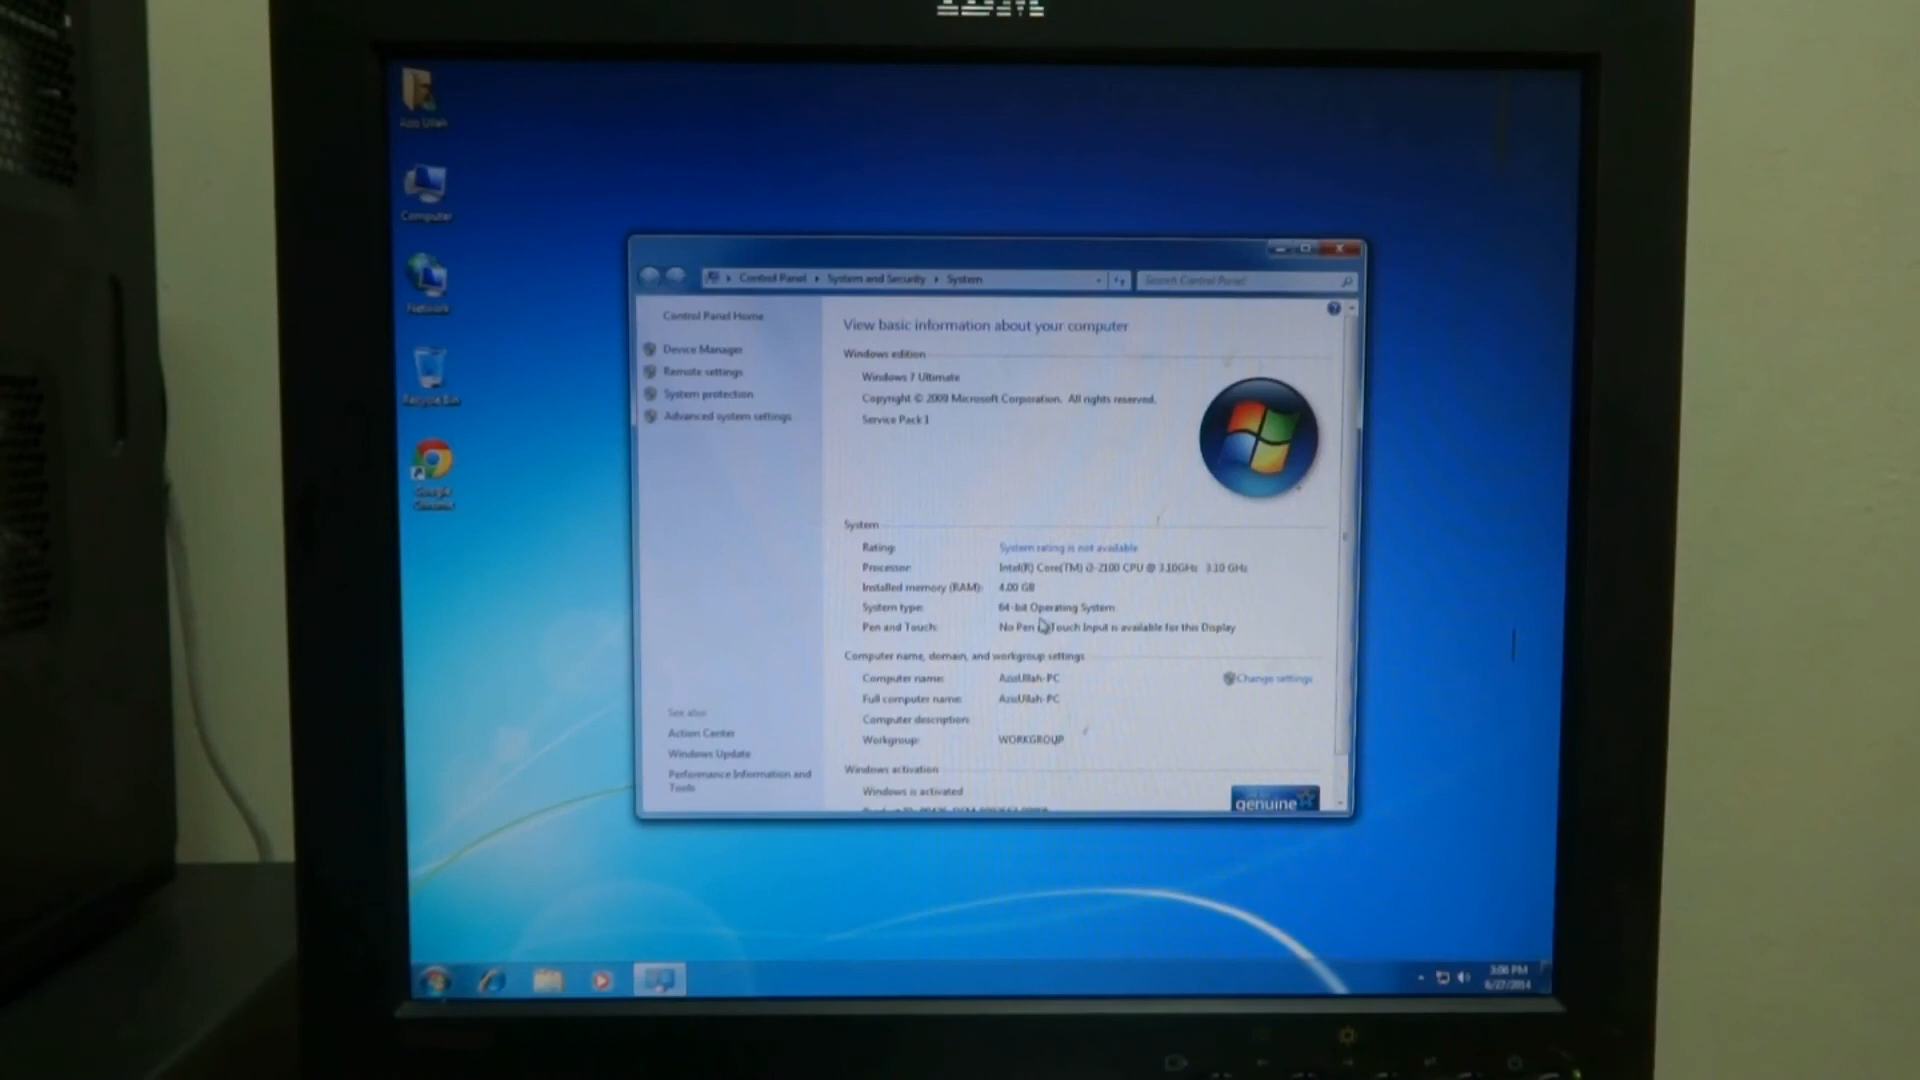 IBM
Aziz Ullah
Computer
Network
Recycle Bin
Google
Chrome
Control Panel
System and Security
System
Search Control Panel
Control Panel Home
Device Manager
Remote settings
System protection
Advanced system settings
See also
Action Center
Windows Update
Performance Information and
Tools
View basic information about your computer
Windows edition
Windows 7 Ultimate
Copyright © 2009 Microsoft Corporation. All rights reserved.
Service Pack 1
System
Rating: System rating is not available
Processor: Intel(R) Core(TM) i3-2100 CPU @ 3.10GHz 3.10 GHz
Installed memory (RAM): 4.00 GB
System type: 64-bit Operating System
Pen and Touch: No Pen Touch Input is available for this Display
Computer name, domain, and workgroup settings
Computer name: AzizUllah-PC
Change settings
Full computer name: AzizUllah-PC
Computer description:
Workgroup: WORKGROUP
Windows activation
Windows is activated
genuine
3:06 PM
6/27/2014